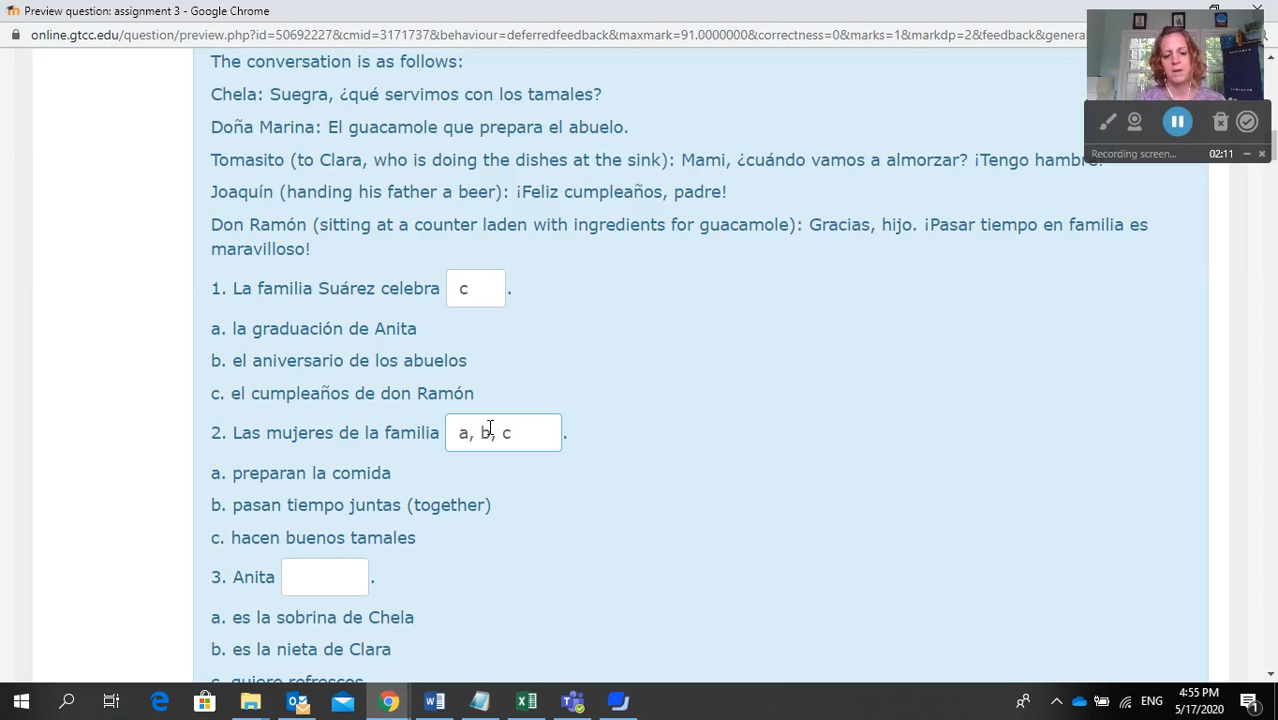 Preview question: assignment 3 - Google Chrome
online.gtcc.edu/question/preview.php?id=50692227&cmid=3171737&behaviour=deferredfeedback&maxmark=91.0000000&correctness=0&marks=1&markdp=2&feedback&genera
The conversation is as follows:
Chela: Suegra, ¿qué servimos con los tamales?
Doña Marina: El guacamole que prepara el abuelo.
Tomasito (to Clara, who is doing the dishes at the sink): Mami, ¿cuándo vamos a almorzar? ¡Tengo hambre!
Recording screen... 02:11
Joaquín (handing his father a beer): ¡Feliz cumpleaños, padre!
Don Ramón (sitting at a counter laden with ingredients for guacamole): Gracias, hijo. ¡Pasar tiempo en familia es
maravilloso!
1. La familia Suárez celebra c .
a. la graduación de Anita
b. el aniversario de los abuelos
c. el cumpleaños de don Ramón
2. Las mujeres de la familia a, b, c .
a. preparan la comida
b. pasan tiempo juntas (together)
c. hacen buenos tamales
3. Anita .
a. es la sobrina de Chela
b. es la nieta de Clara
c. quiere refrescos
ENG
4:55 PM
5/17/2020